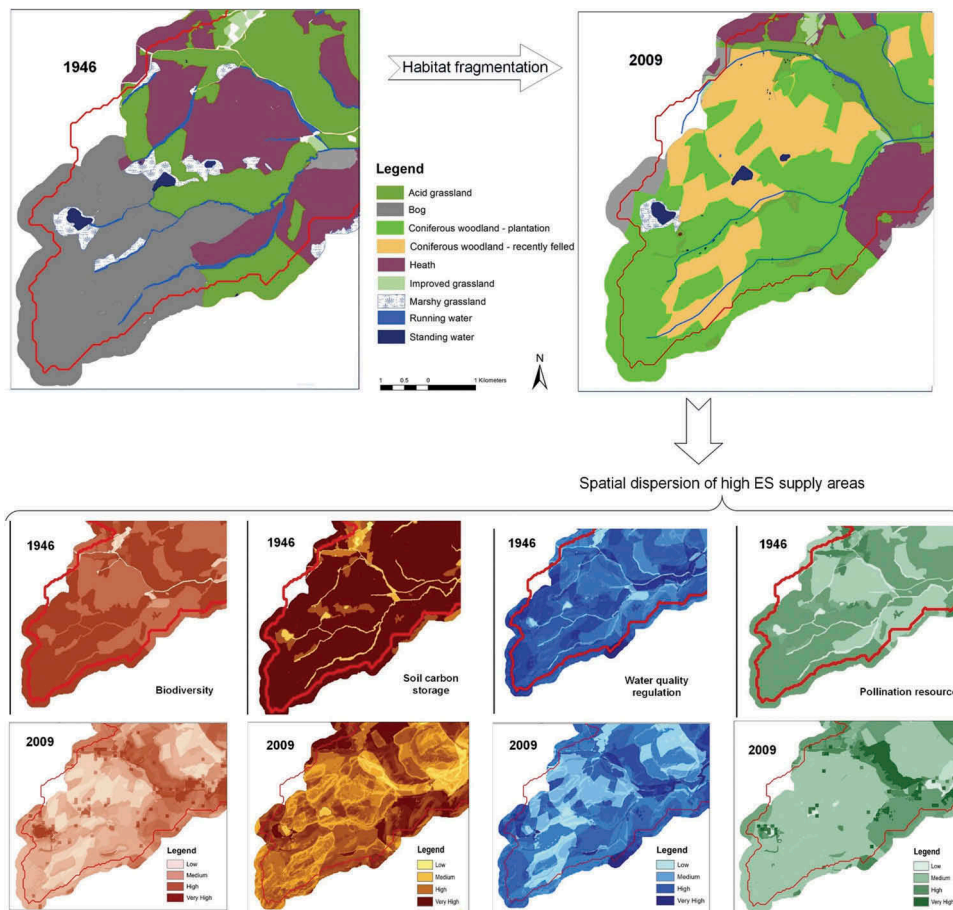 1946
Habitat fragmentation
2009
Legend
Acid grassland
Bog
Coniferous woodland - plantation
Coniferous woodland - recently felled
Heath
Improved grassland
Marshy grassland
Running water
Standing water
N
1 0.5 0 1 Kilometers
Spatial dispersion of high ES supply areas
1946
Biodiversity
1946
Soil carbon
storage
1946
Water quality
regulation
1946
Pollination resource
2009
Legend
Low
Medium
High
Very High
2009
Legend
Low
Medium
High
Very High
2009
Legend
Low
Medium
High
Very High
2009
Legend
Low
Medium
High
Very High